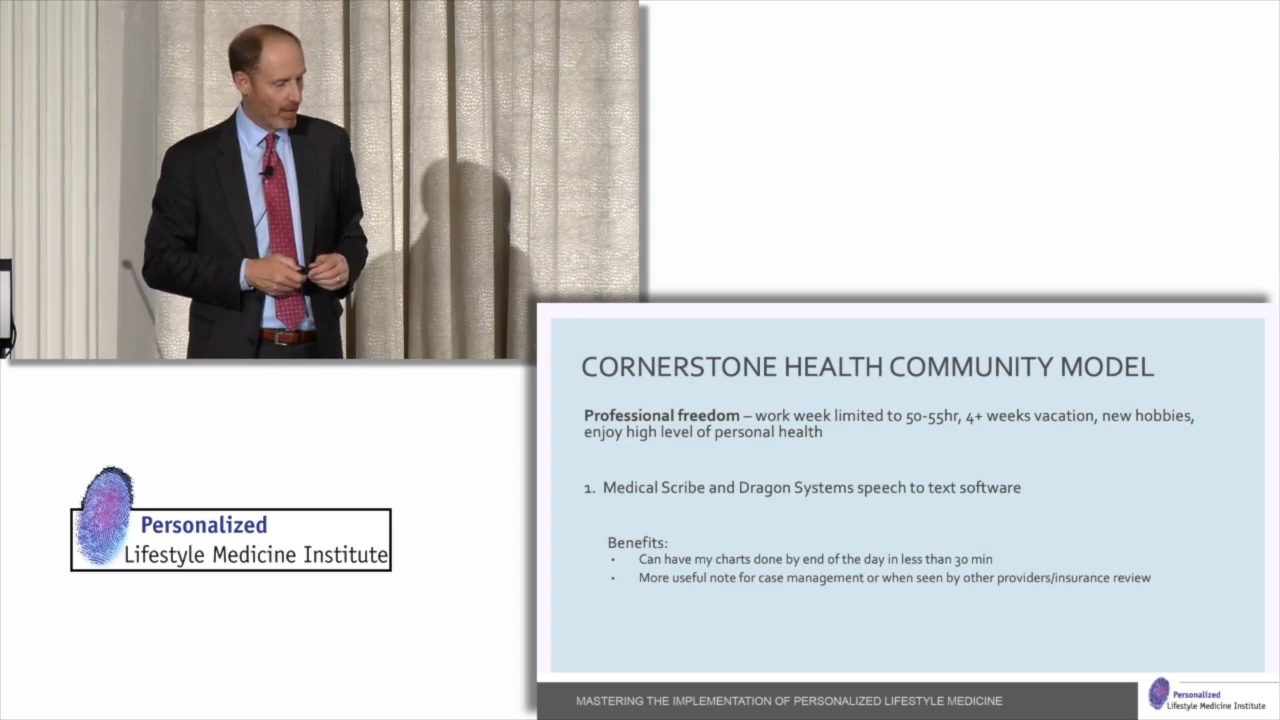 Personalized
Lifestyle Medicine Institute
CORNERSTONE HEALTH COMMUNITY MODEL
Professional freedom – work week limited to 50-55hr, 4+ weeks vacation, new hobbies,
enjoy high level of personal health
1. Medical Scribe and Dragon Systems speech to text software
Benefits:
• Can have my charts done by end of the day in less than 30 min
• More useful note for case management or when seen by other providers/insurance review
MASTERING THE IMPLEMENTATION OF PERSONALIZED LIFESTYLE MEDICINE
Personalized
Lifestyle Medicine Institute